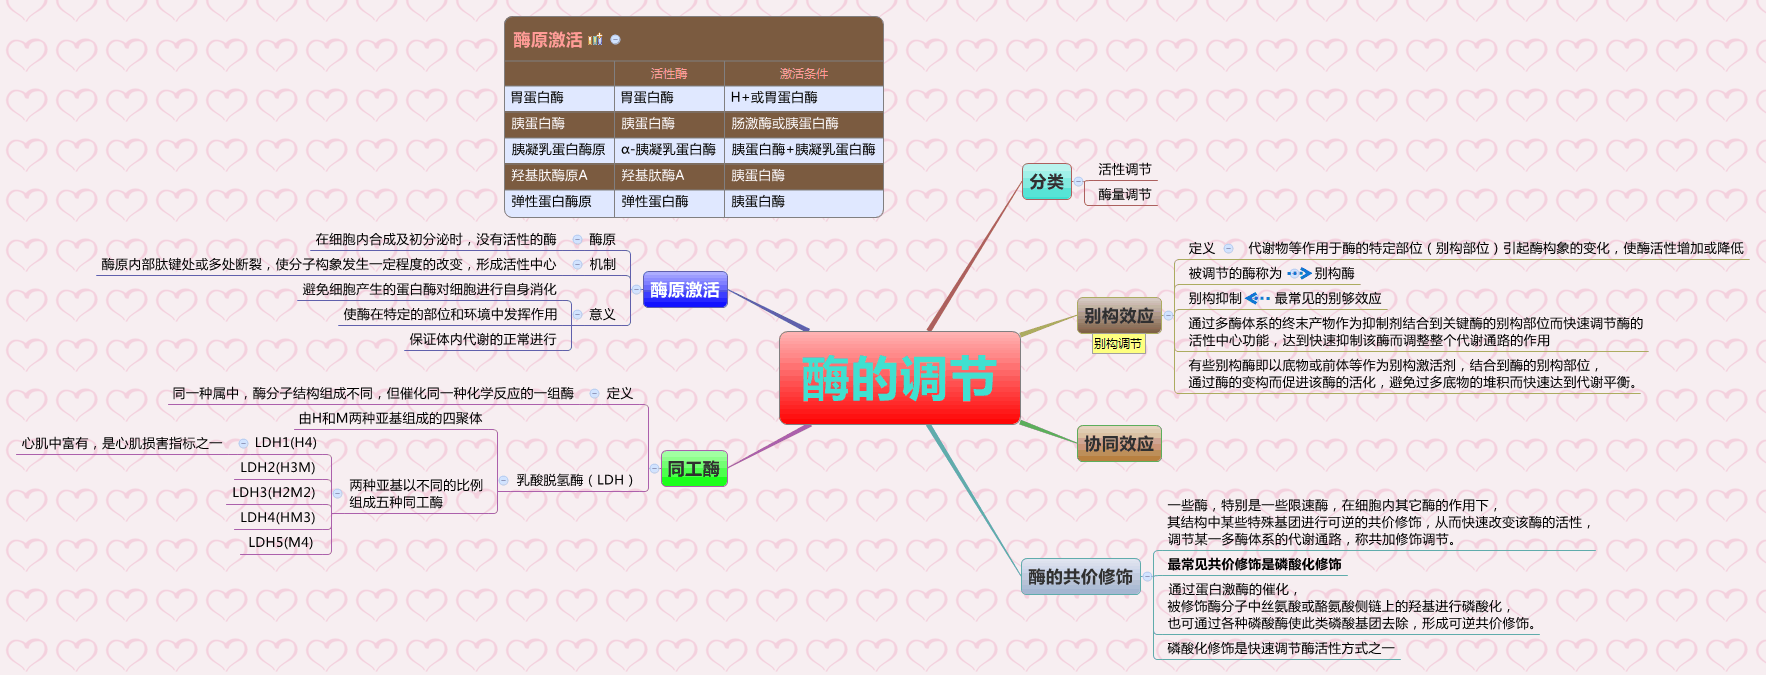 酶原激活
活性酶 激活条件
胃蛋白酶 胃蛋白酶 H+或胃蛋白酶
胰蛋白酶 胰蛋白酶 肠激酶或胰蛋白酶
胰凝乳蛋白酶原 α-胰凝乳蛋白酶 胰蛋白酶+胰凝乳蛋白酶
羟基肽酶原A 羟基肽酶A 胰蛋白酶
弹性蛋白酶原 弹性蛋白酶 胰蛋白酶
酶的调节
分类
活性调节
酶量调节
别构效应
别构调节
定义 代谢物等作用于酶的特定部位（别构部位）引起酶构象的变化，使酶活性增加或降低
被调节的酶称为 别构酶
别构抑制 最常见的别够效应
通过多酶体系的终末产物作为抑制剂结合到关键酶的别构部位而快速调节酶的
活性中心功能，达到快速抑制该酶而调整整个代谢通路的作用
有些别构酶即以底物或前体等作为别构激活剂，结合到酶的别构部位，
通过酶的变构而促进该酶的活化，避免过多底物的堆积而快速达到代谢平衡。
协同效应
酶的共价修饰
一些酶，特别是一些限速酶，在细胞内其它酶的作用下，
其结构中某些特殊基团进行可逆的共价修饰，从而快速改变该酶的活性，
调节某一多酶体系的代谢通路，称共加修饰调节。
最常见共价修饰是磷酸化修饰
通过蛋白激酶的催化，
被修饰酶分子中丝氨酸或酪氨酸侧链上的羟基进行磷酸化，
也可通过各种磷酸酶使此类磷酸基团去除，形成可逆共价修饰。
磷酸化修饰是快速调节酶活性方式之一
酶原激活
在细胞内合成及初分泌时，没有活性的酶 酶原
酶原内部肽键处或多处断裂，使分子构象发生一定程度的改变，形成活性中心 机制
避免细胞产生的蛋白酶对细胞进行自身消化
使酶在特定的部位和环境中发挥作用 意义
保证体内代谢的正常进行
同工酶
同一种属中，酶分子结构组成不同，但催化同一种化学反应的一组酶 定义
由H和M两种亚基组成的四聚体
乳酸脱氢酶（LDH）
两种亚基以不同的比例
组成五种同工酶
心肌中富有，是心肌损害指标之一 LDH1(H4)
LDH2(H3M)
LDH3(H2M2)
LDH4(HM3)
LDH5(M4)